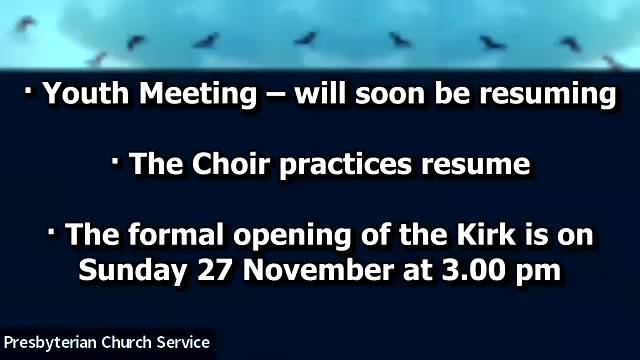 · Youth Meeting – will soon be resuming
· The Choir practices resume
· The formal opening of the Kirk is on
Sunday 27 November at 3.00 pm
Presbyterian Church Service